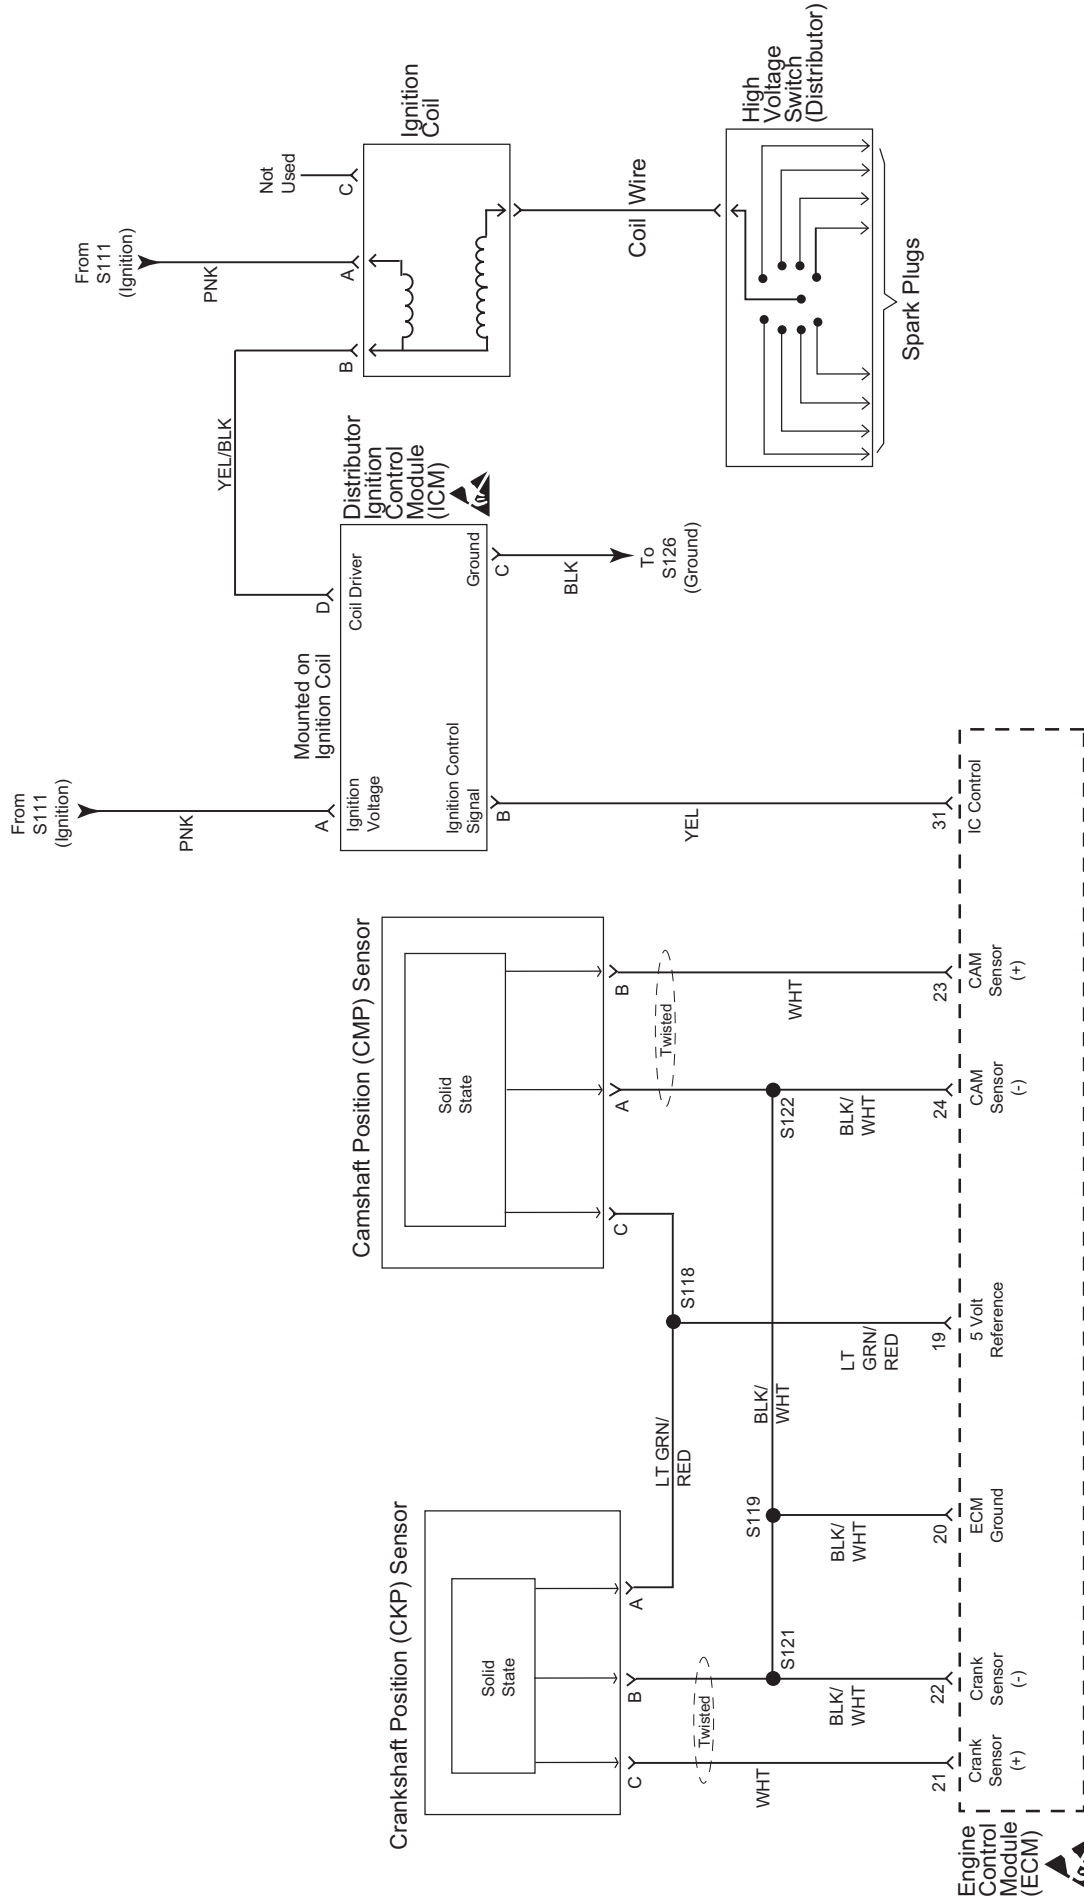 Crankshaft Position (CKP) Sensor
Solid
State
C
B
A
Twisted
WHT
BLK/
WHT
S121
S119
BLK/
WHT
LT GRN/
RED
BLK/
WHT
S118
LT
GRN/
RED
Camshaft Position (CMP) Sensor
Solid
State
C
A
B
Twisted
S122
BLK/
WHT
WHT
From
S111
(Ignition)
PNK
A
Mounted on
Ignition Coil
Ignition
Voltage
Ignition Control
Signal
B
YEL
D
Coil Driver
Ground
C
BLK
To
S126
(Ground)
Distributor
Ignition
Control
Module
(ICM)
YEL/BLK
From
S111
(Ignition)
PNK
B
A
Not
Used
C
Ignition
Coil
Coil Wire
High
Voltage
Switch
(Distributor)
Spark Plugs
Engine
Control
Module
(ECM)
21
Crank
Sensor
(+)
22
Crank
Sensor
(-)
20
ECM
Ground
19
5 Volt
Reference
24
CAM
Sensor
(-)
23
CAM
Sensor
(+)
31
IC Control